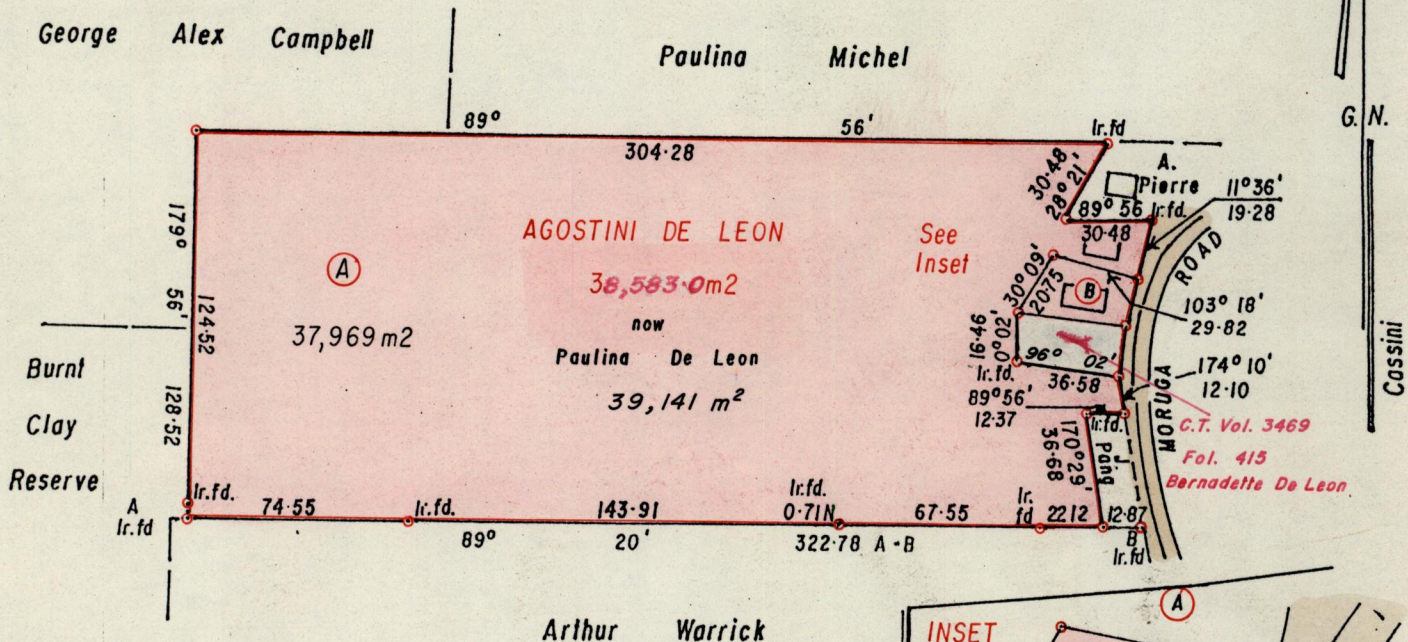 George Alex Campbell
Paulina Michel
G. N.
89° 56'
304·28
Ir.fd
30·48
28° 21'
A.
Pierre
11° 36'
19·28
89° 56
Ir.fd.
30·48
AGOSTINI DE LEON
38,583·0m2
now
Paulina De Leon
39,141 m²
See
Inset
A
37,969 m2
179° 56'
124·52
128·52
30° 09'
20·75
B
103° 18'
29·82
16·46
0° 02'
96° 02'
36·58
Ir.fd.
174° 10'
12·10
89° 56'
12·37
Ir.fd.
170° 29'
36·68
J.
Pang
MORUGA ROAD
C.T. Vol. 3469
Fol. 415
Bernadette De Leon
Cassini
Burnt
Clay
Reserve
A
Ir.fd
Ir.fd.
74·55
Ir.fd.
143·91
Ir.fd.
0·71N
67·55
Ir.
fd
22·12
12·87
B
Ir.fd
89° 20'
322·78 A-B
Arthur Warrick
INSET
A